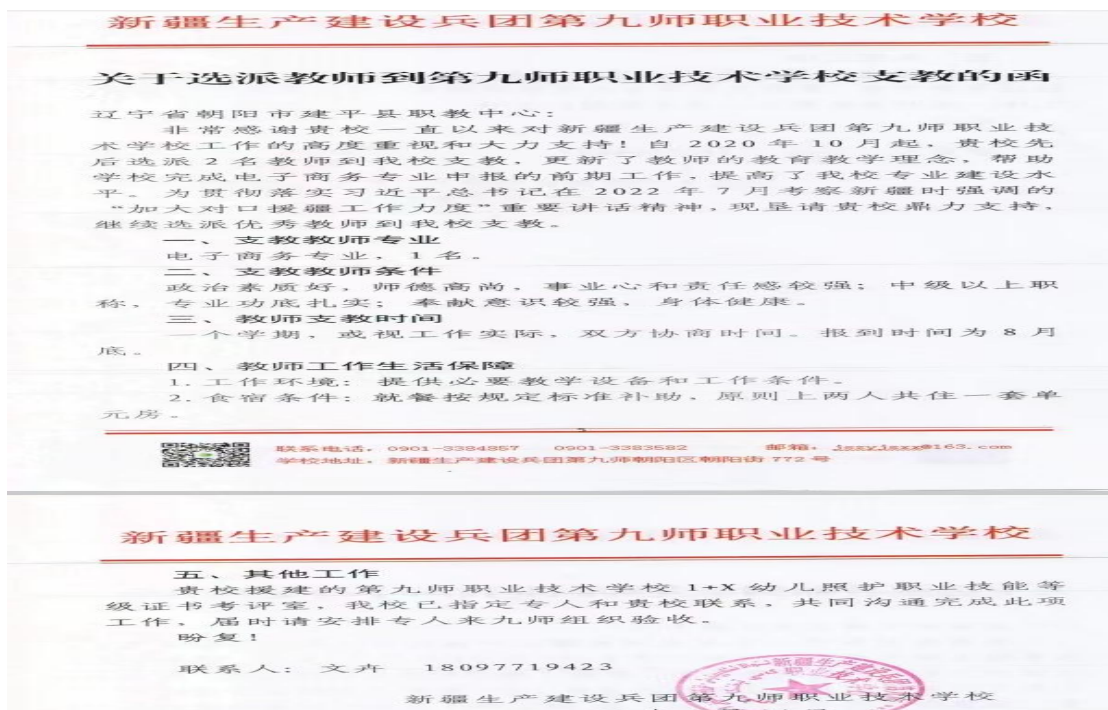 新疆生产建设兵团第九师职业技术学校
关于选派教师到第九师职业技术学校支教的函
辽宁省朝阳市建平县职教中心：
非常感谢贵校一直以来对新疆生产建设兵团第九师职业技
术学校工作的高度重视和大力支持！自 2020 年 10 月起，贵校先
后选派 2 名教师到我校支教，更新了教师的教育教学理念，帮助
学校完成电子商务专业申报的前期工作，提高了我校专业建设水
平。为贯彻落实习近平总书记在 2022 年 7 月考察新疆时强调的
“加大对口援疆工作力度”重要讲话精神，现恳请贵校鼎力支持，
继续选派优秀教师到我校支教。
一、支教教师专业
电子商务专业，1 名。
二、支教教师条件
政治素质好，师德高尚，事业心和责任感较强；中级以上职
称，专业功底扎实；奉献意识较强，身体健康。
三、教师支教时间
一个学期，或视工作实际，双方协商时间。报到时间为 8 月
底。
四、教师工作生活保障
1. 工作环境：提供必要教学设备和工作条件。
2. 食宿条件：就餐按规定标准补助，原则上两人共住一套单
元房。
联系电话：0901-3384857 0901-3383582 邮箱：jszyjsxx@163.com
学校地址：新疆生产建设兵团第九师朝阳区朝阳街 772 号
新疆生产建设兵团第九师职业技术学校
五、其他工作
贵校援建的第九师职业技术学校 1+X 幼儿照护职业技能等
级证书考评室，我校已指定专人和贵校联系，共同沟通完成此项
工作，届时请安排专人来九师组织验收。
盼复！
联系人：文卉 18097719423
新疆生产建设兵团第九师职业技术学校